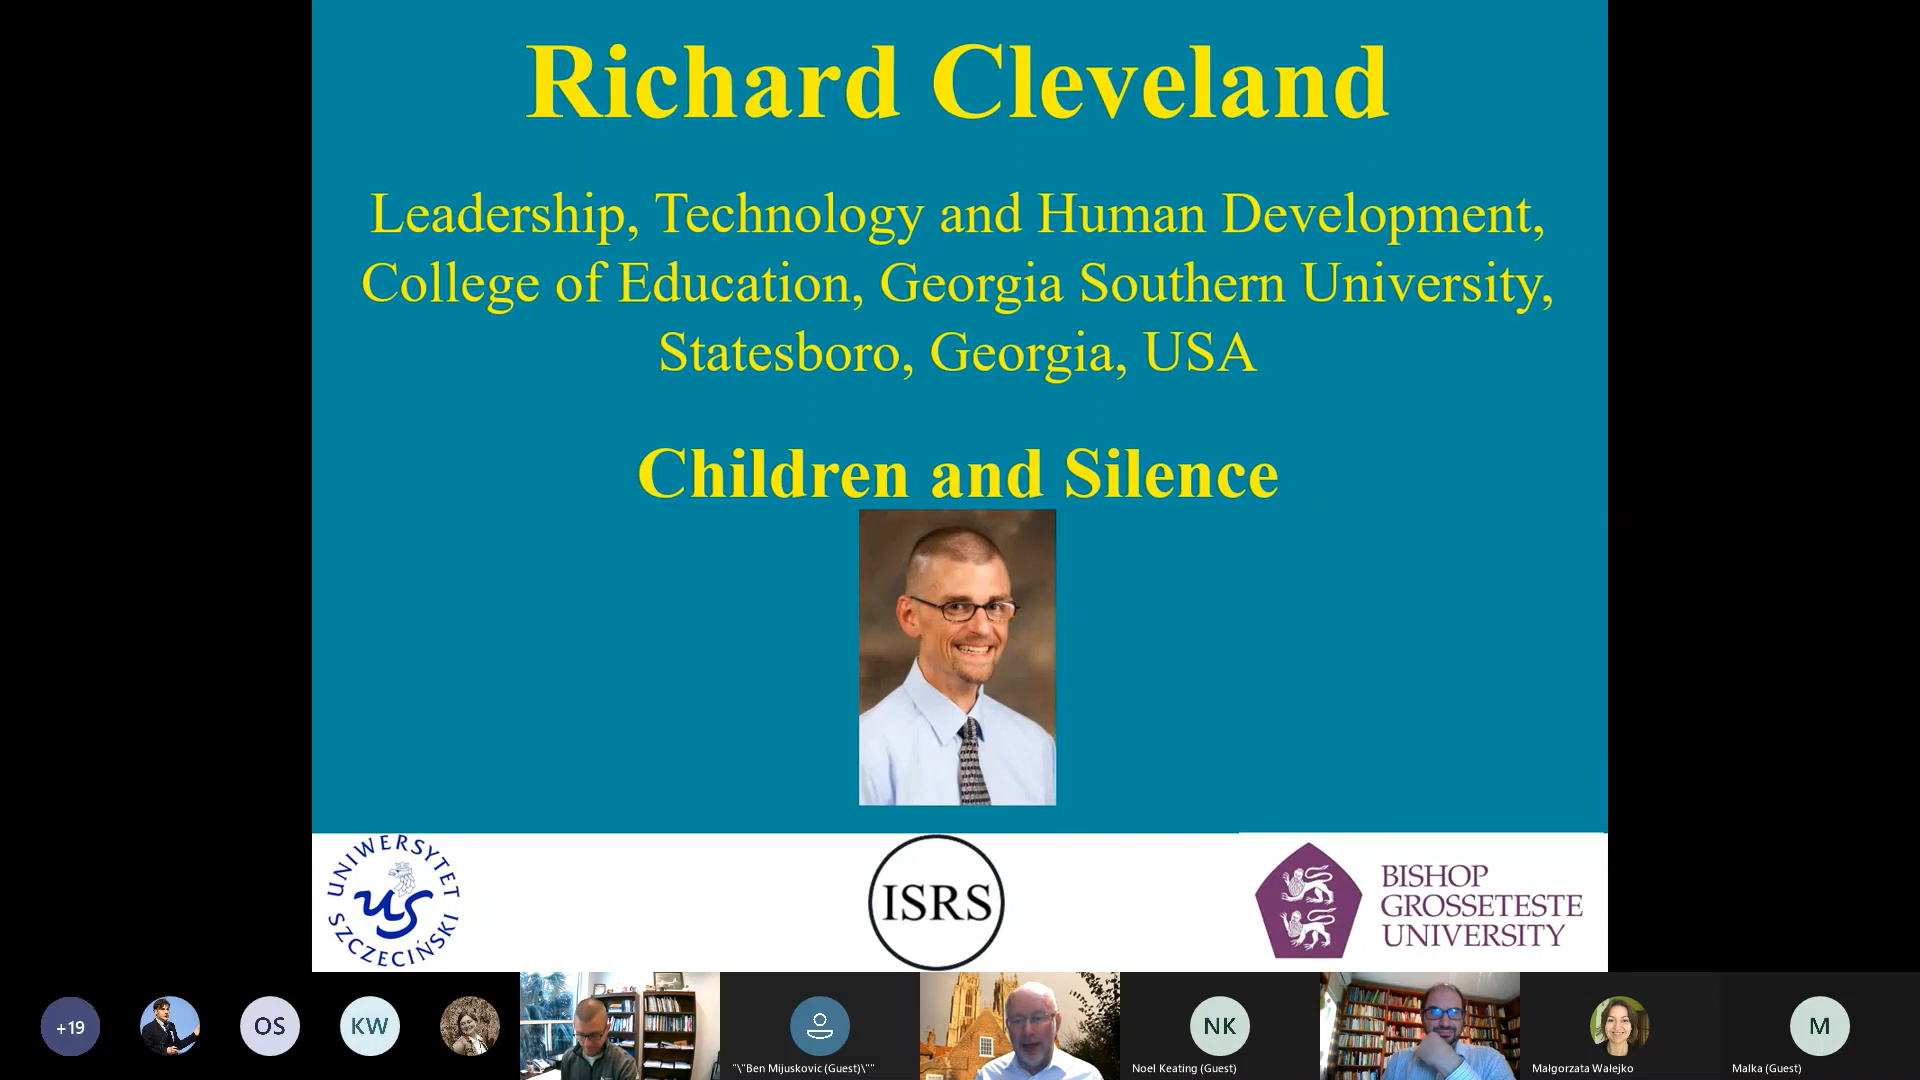 Richard Cleveland
Leadership, Technology and Human Development,
College of Education, Georgia Southern University,
Statesboro, Georgia, USA
Children and Silence
UNIWERSYTET
US
SZCZECIŃSKI
ISRS
BISHOP
GROSSETESTE
UNIVERSITY
+19
OS
KW
"\"Ben Mijuskovic (Guest)\""
NK
Noel Keating (Guest)
Małgorzata Wałejko
M
Malka (Guest)